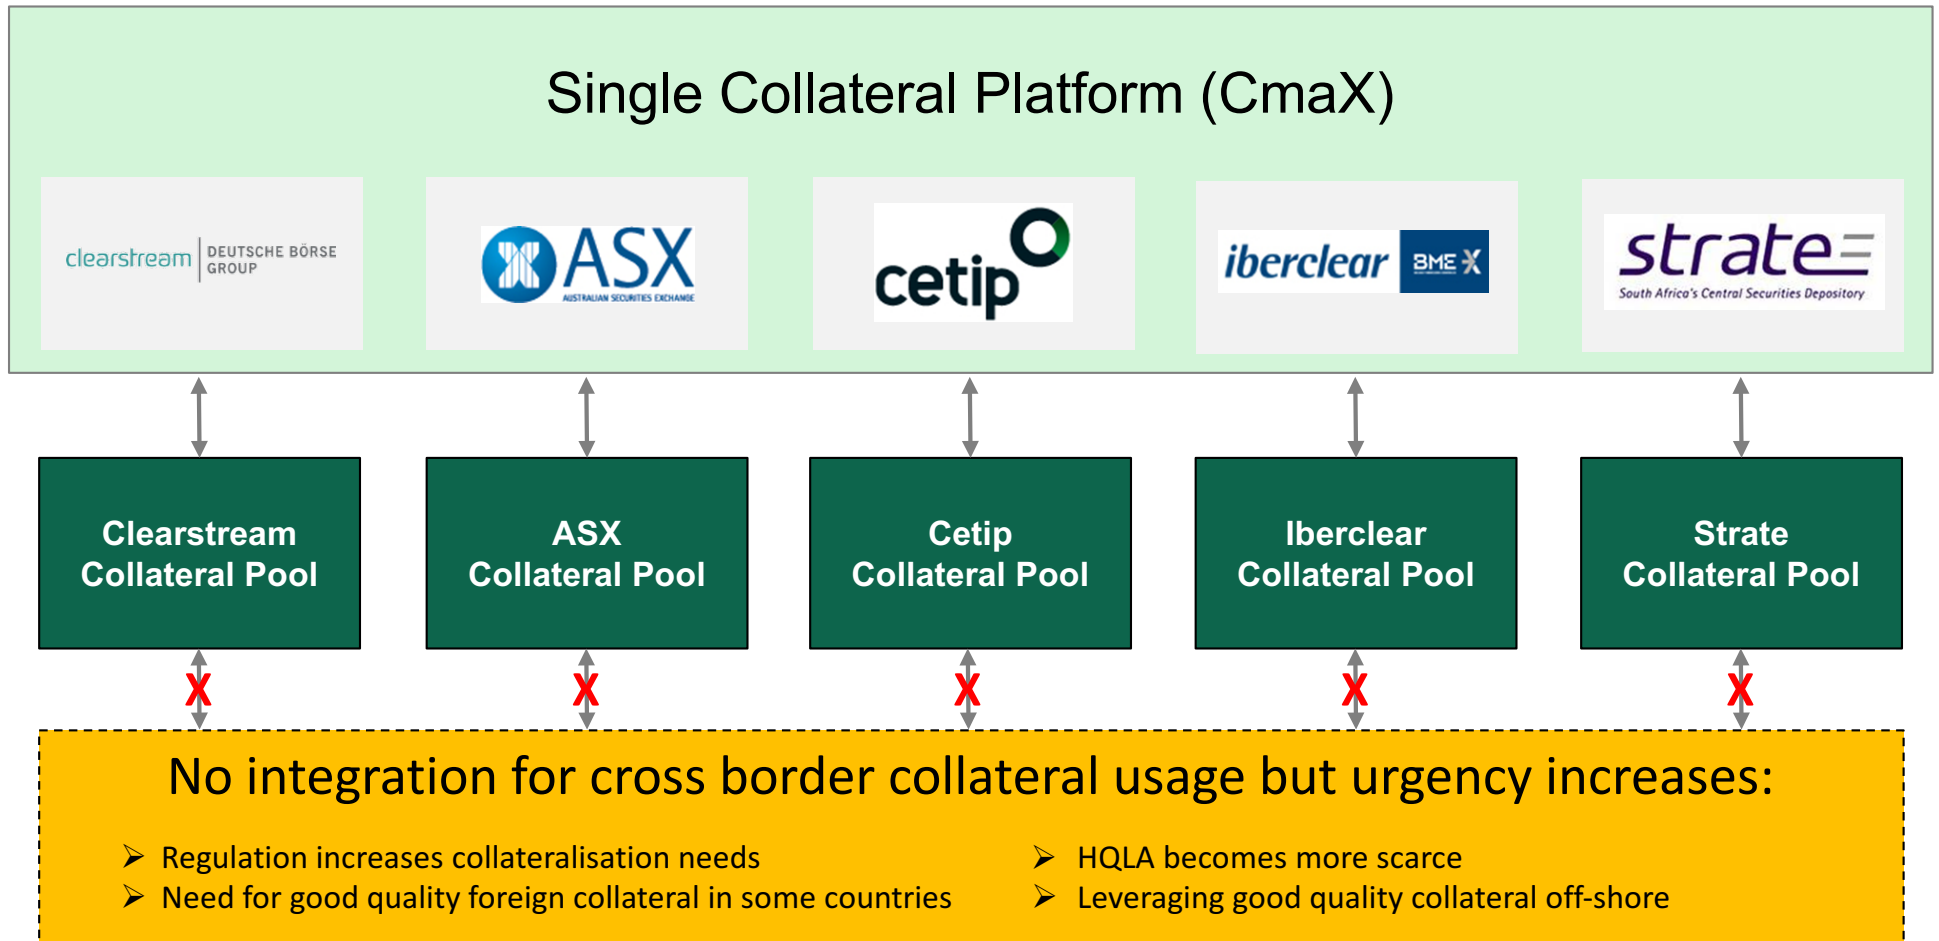 Single Collateral Platform (CmaX)
clearstream DEUTSCHE BÖRSE
GROUP
ASX
AUSTRALIAN SECURITIES EXCHANGE
cetip
iberclear BME X
strate
South Africa's Central Securities Depository
Clearstream
Collateral Pool
ASX
Collateral Pool
Cetip
Collateral Pool
Iberclear
Collateral Pool
Strate
Collateral Pool
X X X X X
No integration for cross border collateral usage but urgency increases:
➢ Regulation increases collateralisation needs
➢ Need for good quality foreign collateral in some countries
➢ HQLA becomes more scarce
➢ Leveraging good quality collateral off-shore